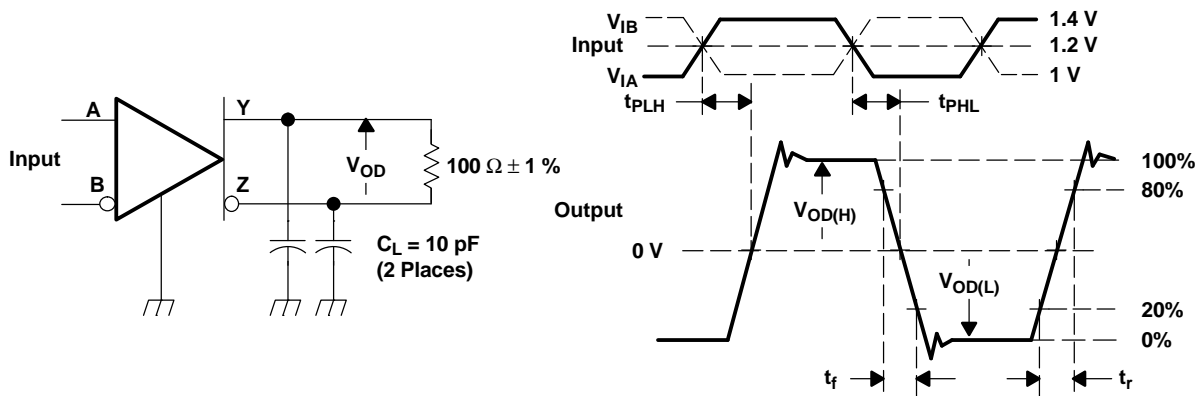 A
Y
Input
V_OD
100 Ω ± 1 %
B
Z
C_L = 10 pF
(2 Places)
V_IB
1.4 V
Input
1.2 V
V_IA
1 V
t_PLH
t_PHL
100%
80%
Output
V_OD(H)
0 V
V_OD(L)
20%
0%
t_f
t_r